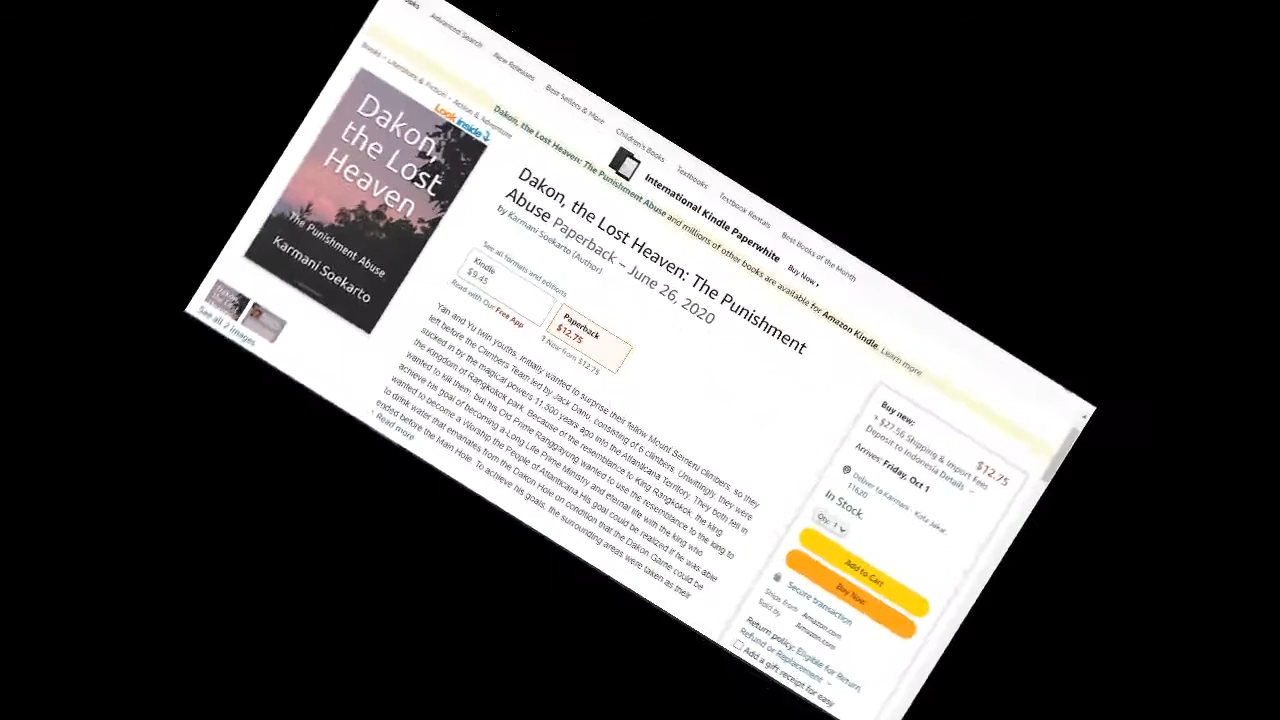 Advanced Search
New Releases
Best Sellers & More
Children's Books
Textbooks
Textbook Rentals
Best Books of the Month
Books › Literature & Fiction › Action & Adventure
Dakon, the Lost Heaven: The Punishment Abuse and millions of other books are available for Amazon Kindle. Learn more
International Kindle Paperwhite
Buy Now ›
Look inside
Dakon,
the Lost
Heaven
The Punishment Abuse
Karmani Soekarto
See all 2 images
Dakon, the Lost Heaven: The Punishment
Abuse Paperback – June 26, 2020
by Karmani Soekarto (Author)
See all formats and editions
Kindle
$9.45
Read with Our Free App
Paperback
$12.75
1 New from $12.75
Yan and Yu twin youths, initially wanted to surprise their fellow Mount Semeru climbers, so they
left before the Climbers Team led by Jack Danu, consisting of 6 climbers. Unwittingly, they were
sucked in by the magical powers 11,500 years ago into the Atlanticana Territory. They both fell in
the Kingdom of Rangkokok park. Because of the resemblance to King Rangkokok, the king
wanted to kill them, but his Old Prime Ranggayung wanted to use the resemblance to the king to
achieve his goal of becoming a-Long Life Prime Ministry and eternal life with the king who
wanted to become a Worship the People of Atlanticana His goal could be realized if he was able
to drink water that emanates from the Dakon Hole on condition that the Dakon Game could be
ended before the Main Hole. To achieve his goals, the surrounding areas were taken as their
Read more
Buy new:
$12.75
+ $27.56 Shipping & Import Fees
Deposit to Indonesia Details
Arrives: Friday, Oct 1
Deliver to Karmani - Kota Jakar..
11620
In Stock.
Qty: 1
Add to Cart
Buy Now
Secure transaction
Ships from Amazon.com
Sold by Amazon.com
Return policy: Eligible for Return,
Refund or Replacement
Add a gift receipt for easy